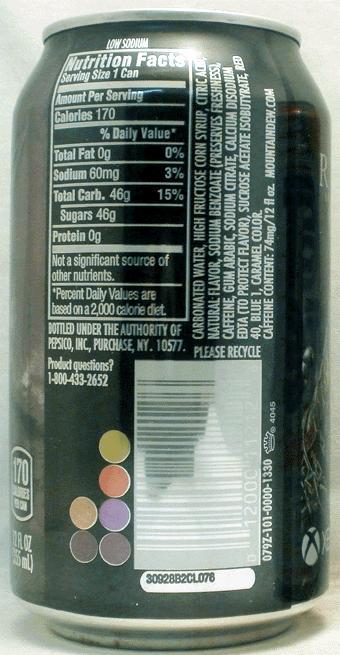 LOW SODIUM
Nutrition Facts
Serving Size 1 Can
Amount Per Serving
Calories 170
% Daily Value*
Total Fat 0g 0%
Sodium 60mg 3%
Total Carb. 46g 15%
Sugars 46g
Protein 0g
Not a significant source of
other nutrients.
*Percent Daily Values are
based on a 2,000 calorie diet.
BOTTLED UNDER THE AUTHORITY OF
PEPSICO, INC., PURCHASE, NY. 10577.
Product questions?
1-800-433-2652
CARBONATED WATER, HIGH FRUCTOSE CORN SYRUP, CITRIC ACID,
NATURAL FLAVOR, SODIUM BENZOATE (PRESERVES FRESHNESS),
CAFFEINE, GUM ARABIC, SODIUM CITRATE, CALCIUM DISODIUM
EDTA (TO PROTECT FLAVOR), SUCROSE ACETATE ISOBUTYRATE, RED
40, BLUE 1, CARAMEL COLOR.
CAFFEINE CONTENT: 74mg/12 fl oz. MOUNTAINDEW.COM
PLEASE RECYCLE
0 12000
079Z-101-0000-1330 4045
30928B2CL076
170
CALORIES
PER CAN
FL OZ
mL)
R